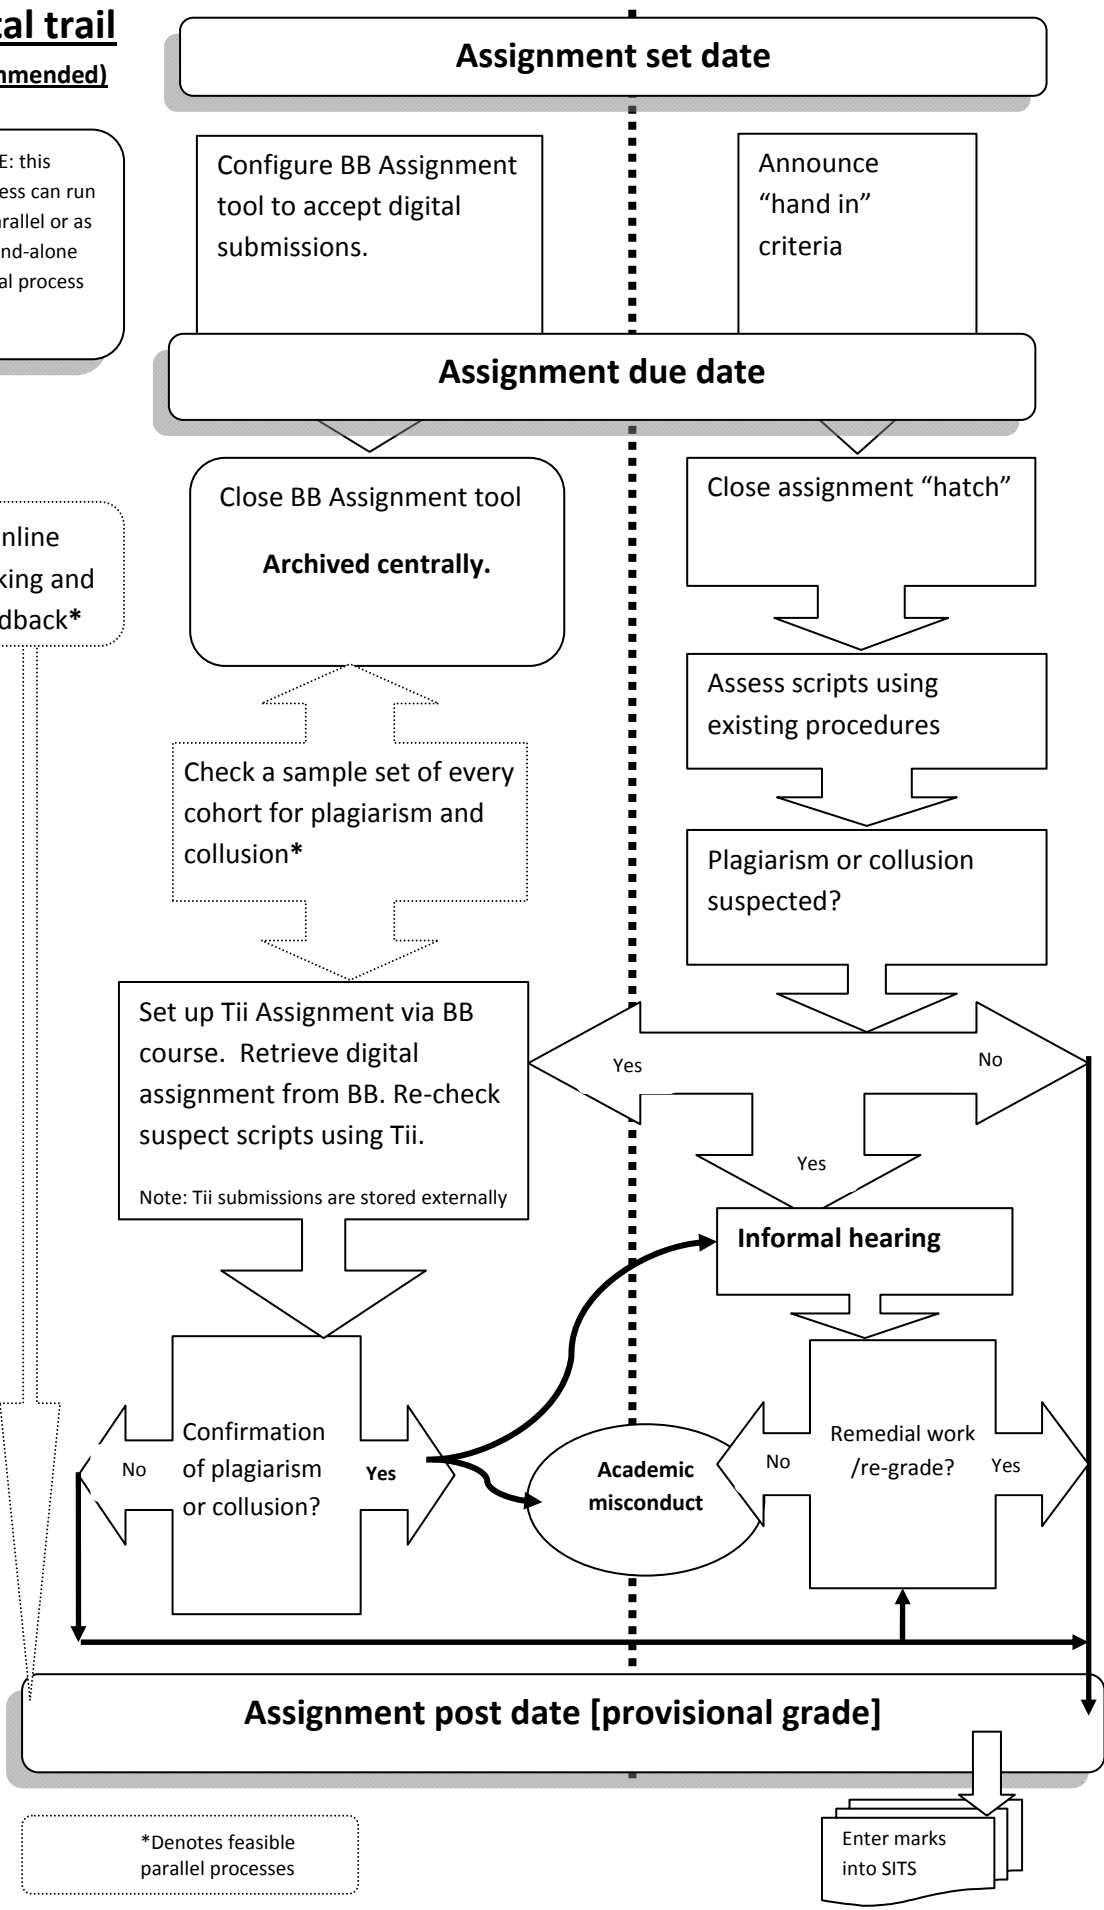 tal trail
mmended)
Assignment set date
E: this
ess can run
arallel or as
nd-alone
al process
Configure BB Assignment
tool to accept digital
submissions.
Announce
“hand in”
criteria
Assignment due date
nline
king and
dback*
Close BB Assignment tool
Archived centrally.
Close assignment “hatch”
Assess scripts using
existing procedures
Check a sample set of every
cohort for plagiarism and
collusion*
Plagiarism or collusion
suspected?
Set up Tii Assignment via BB
course.  Retrieve digital
assignment from BB. Re-check
suspect scripts using Tii.
Note: Tii submissions are stored externally
Yes
No
Yes
Informal hearing
No
Confirmation
of plagiarism
or collusion?
Yes
Academic
misconduct
No
Remedial work
/re-grade?
Yes
Assignment post date [provisional grade]
*Denotes feasible
parallel processes
Enter marks
into SITS